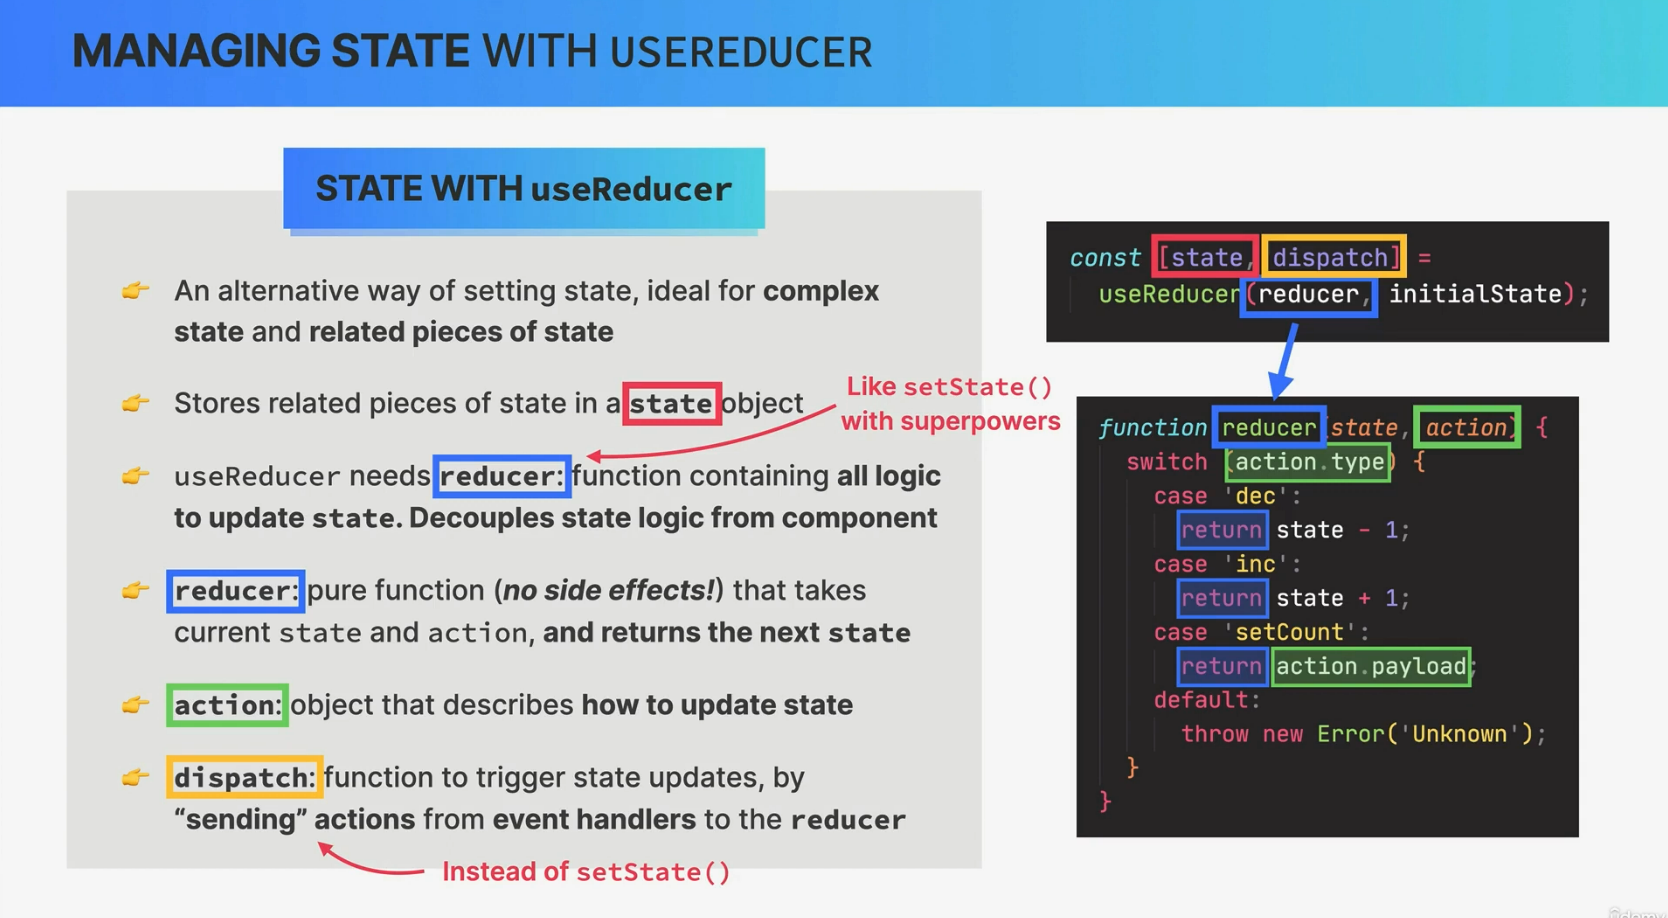 MANAGING STATE WITH USEREDUCER
STATE WITH useReducer
👉 An alternative way of setting state, ideal for complex
state and related pieces of state
👉 Stores related pieces of state in a state object
👉 useReducer needs reducer: function containing all logic
to update state. Decouples state logic from component
👉 reducer: pure function (no side effects!) that takes
current state and action, and returns the next state
👉 action: object that describes how to update state
👉 dispatch: function to trigger state updates, by
“sending” actions from event handlers to the reducer
Like setState()
with superpowers
Instead of setState()
const [state, dispatch] =
useReducer(reducer, initialState);
function reducer(state, action) {
switch (action.type) {
case 'dec':
return state - 1;
case 'inc':
return state + 1;
case 'setCount':
return action.payload;
default:
throw new Error('Unknown');
}
}